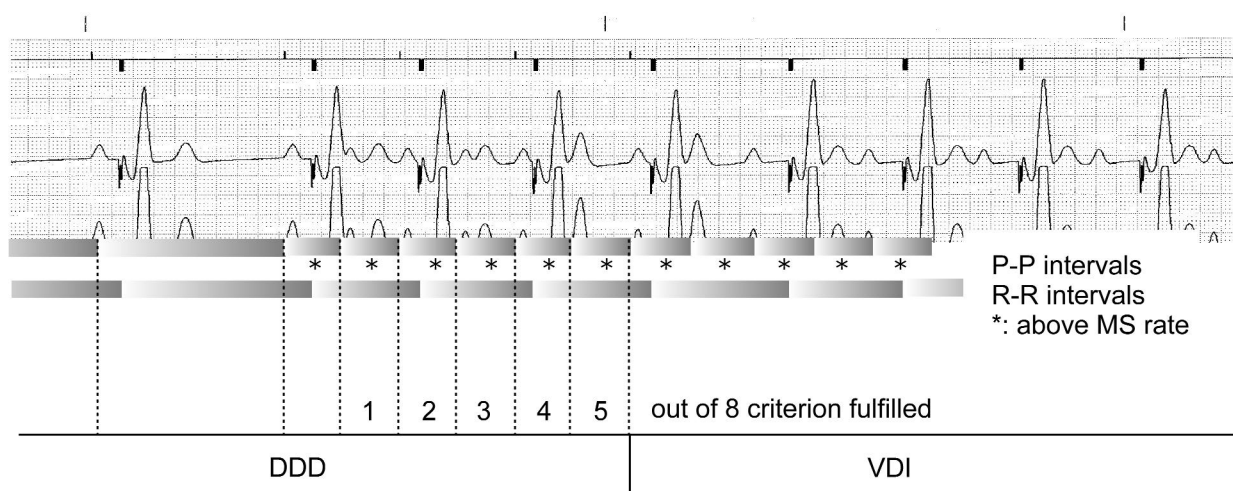 * * * * * * * * * * *
P-P intervals
R-R intervals
*: above MS rate
1 2 3 4 5 out of 8 criterion fulfilled
DDD VDI